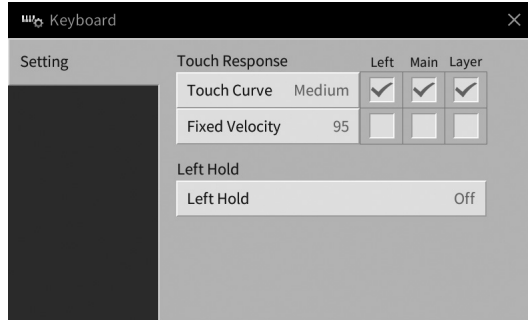 Keyboard
Setting
Touch Response Left Main Layer
Touch Curve Medium
Fixed Velocity 95
Left Hold
Left Hold Off